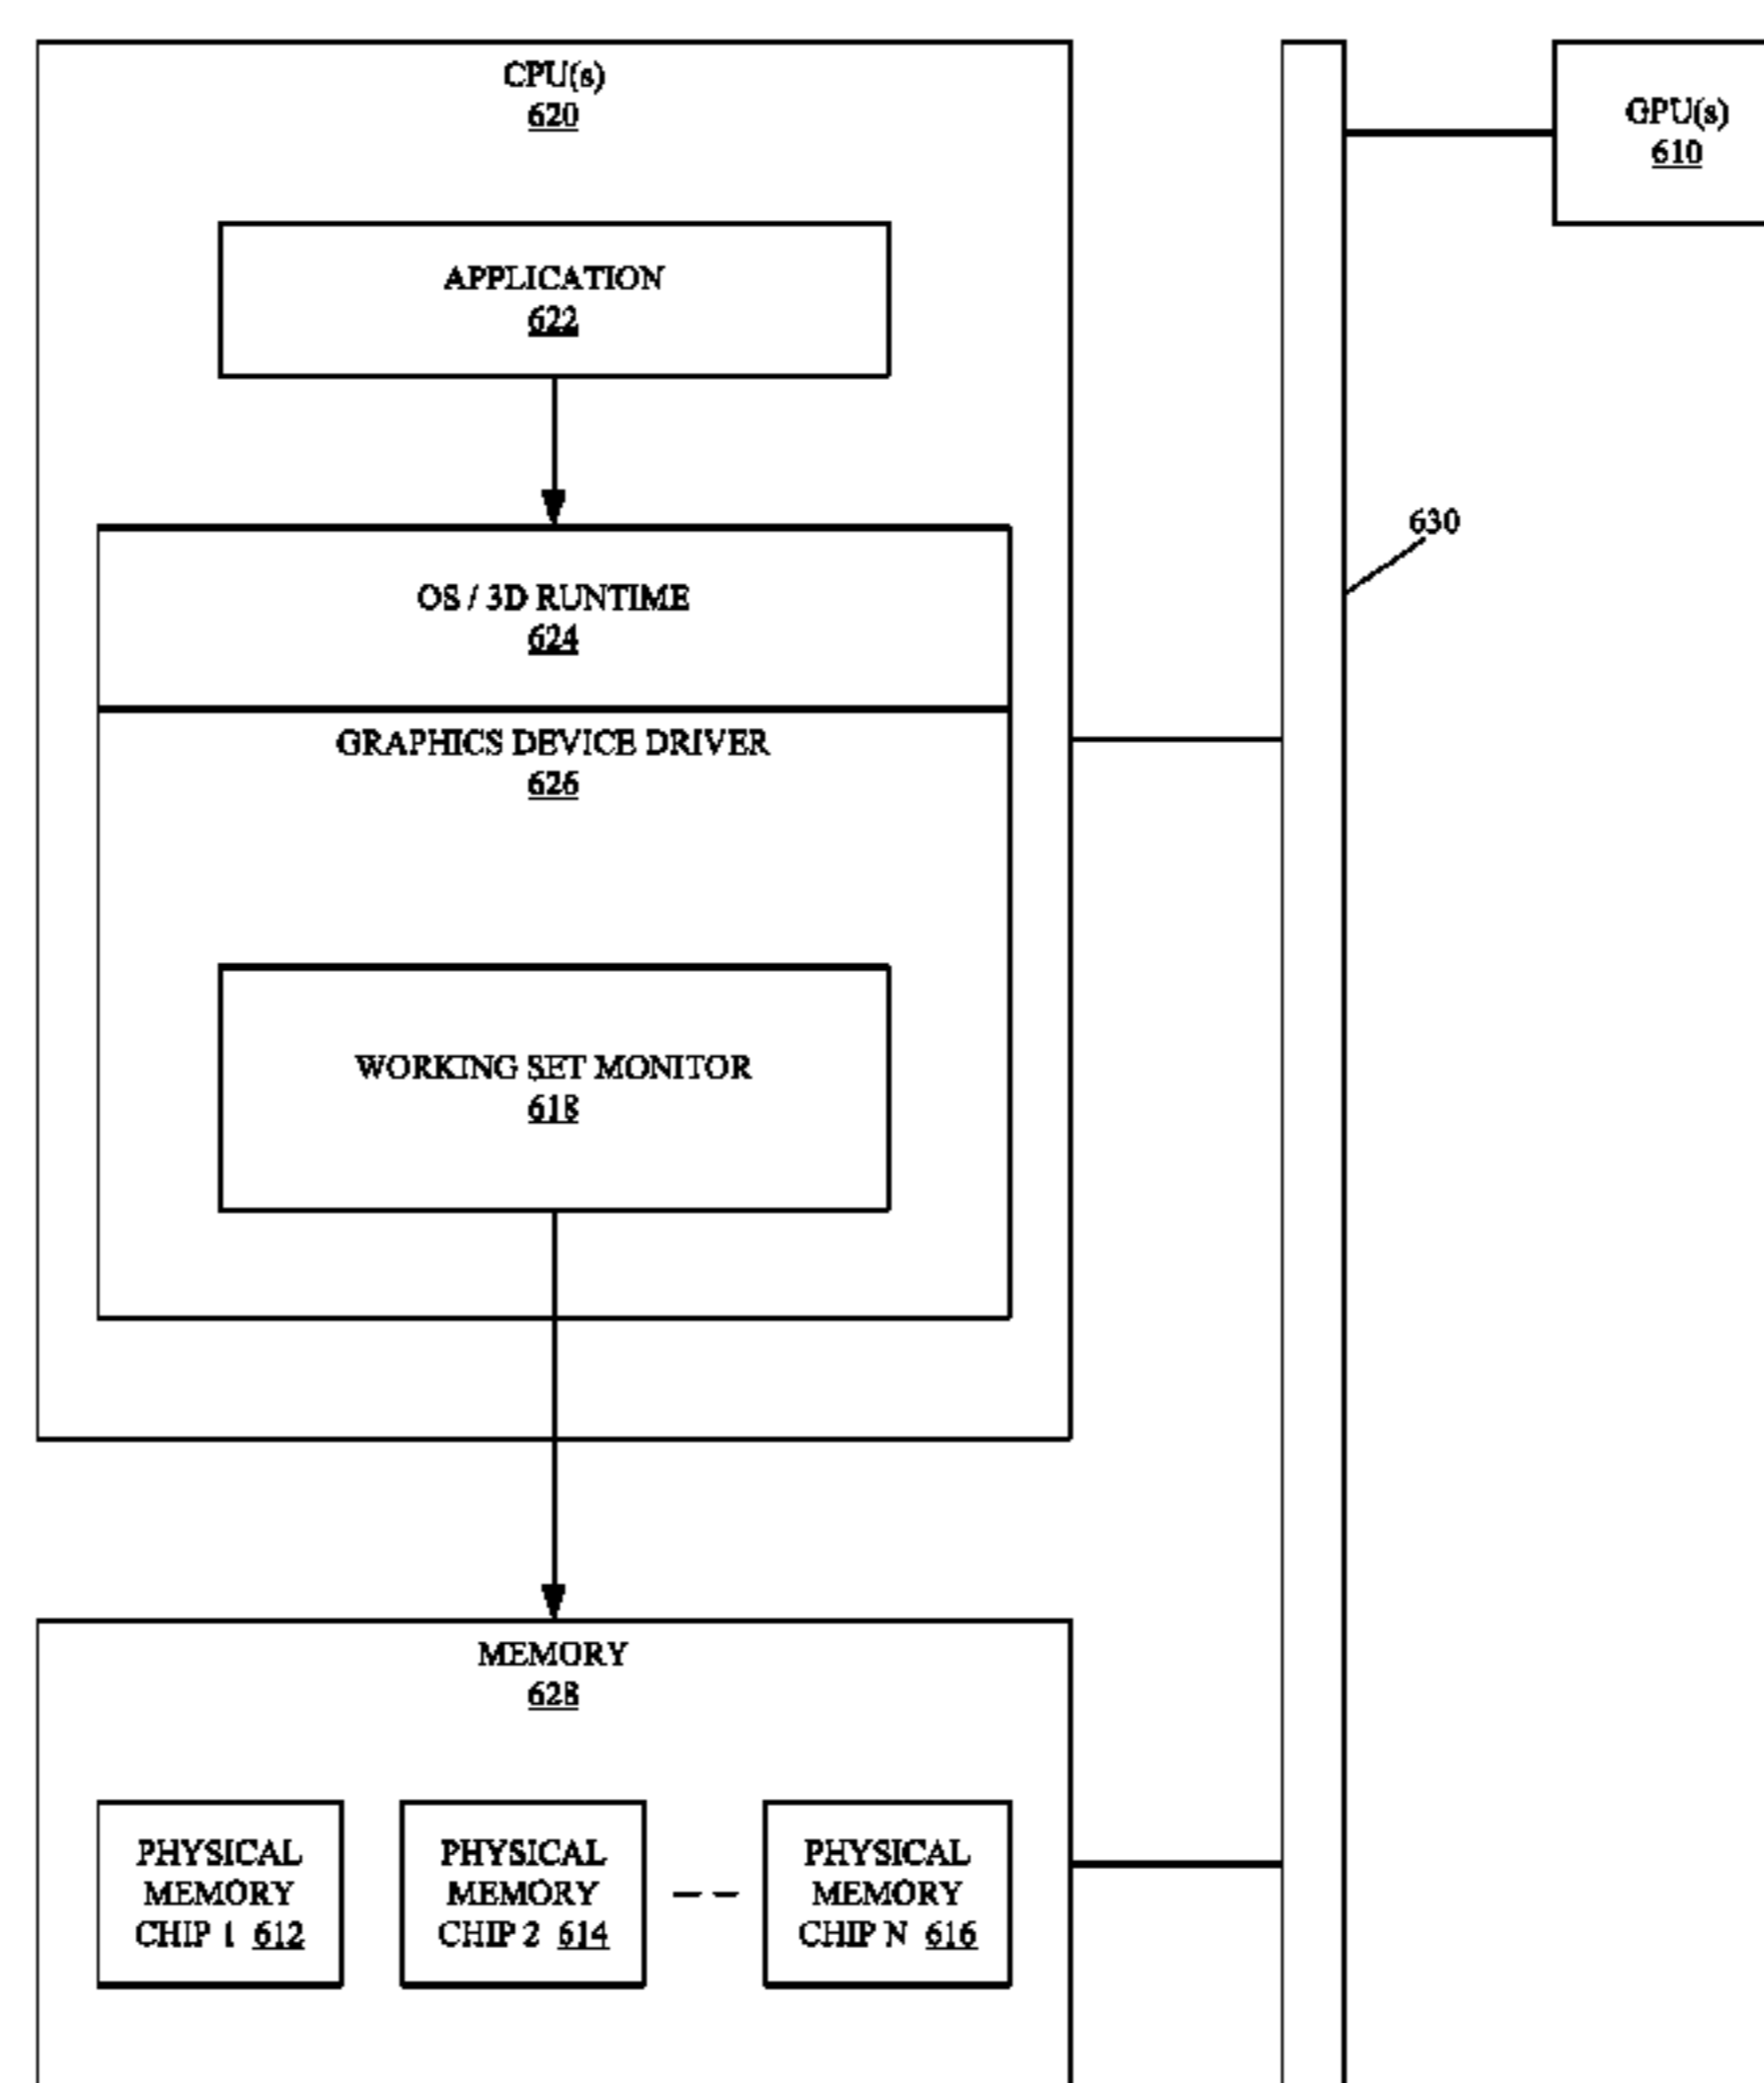 CPU(s)
620
GPU(s)
610
APPLICATION
622
630
OS / 3D RUNTIME
624
GRAPHICS DEVICE DRIVER
626
WORKING SET MONITOR
618
MEMORY
628
PHYSICAL
MEMORY
CHIP 1 612
PHYSICAL
MEMORY
CHIP 2 614
PHYSICAL
MEMORY
CHIP N 616